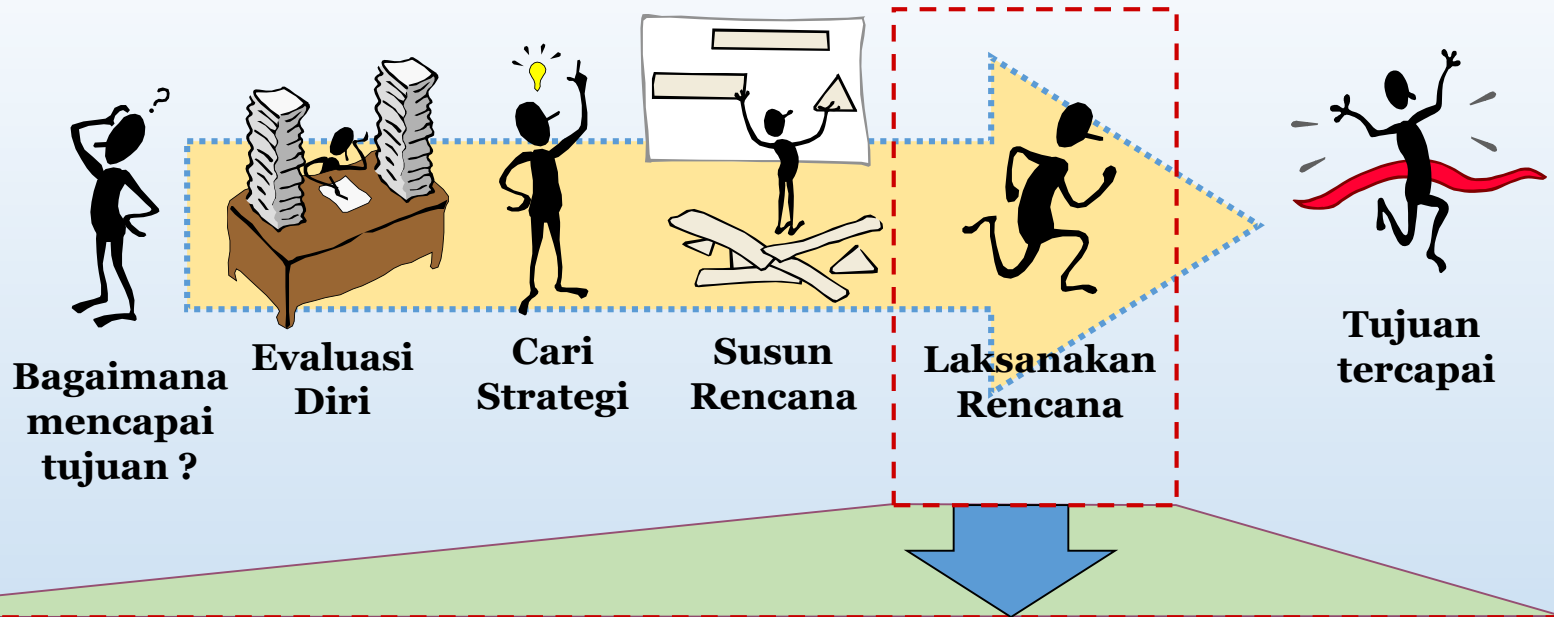 Bagaimana
mencapai
tujuan ?
Evaluasi
Diri
Cari
Strategi
Susun
Rencana
Laksanakan
Rencana
Tujuan
tercapai
?